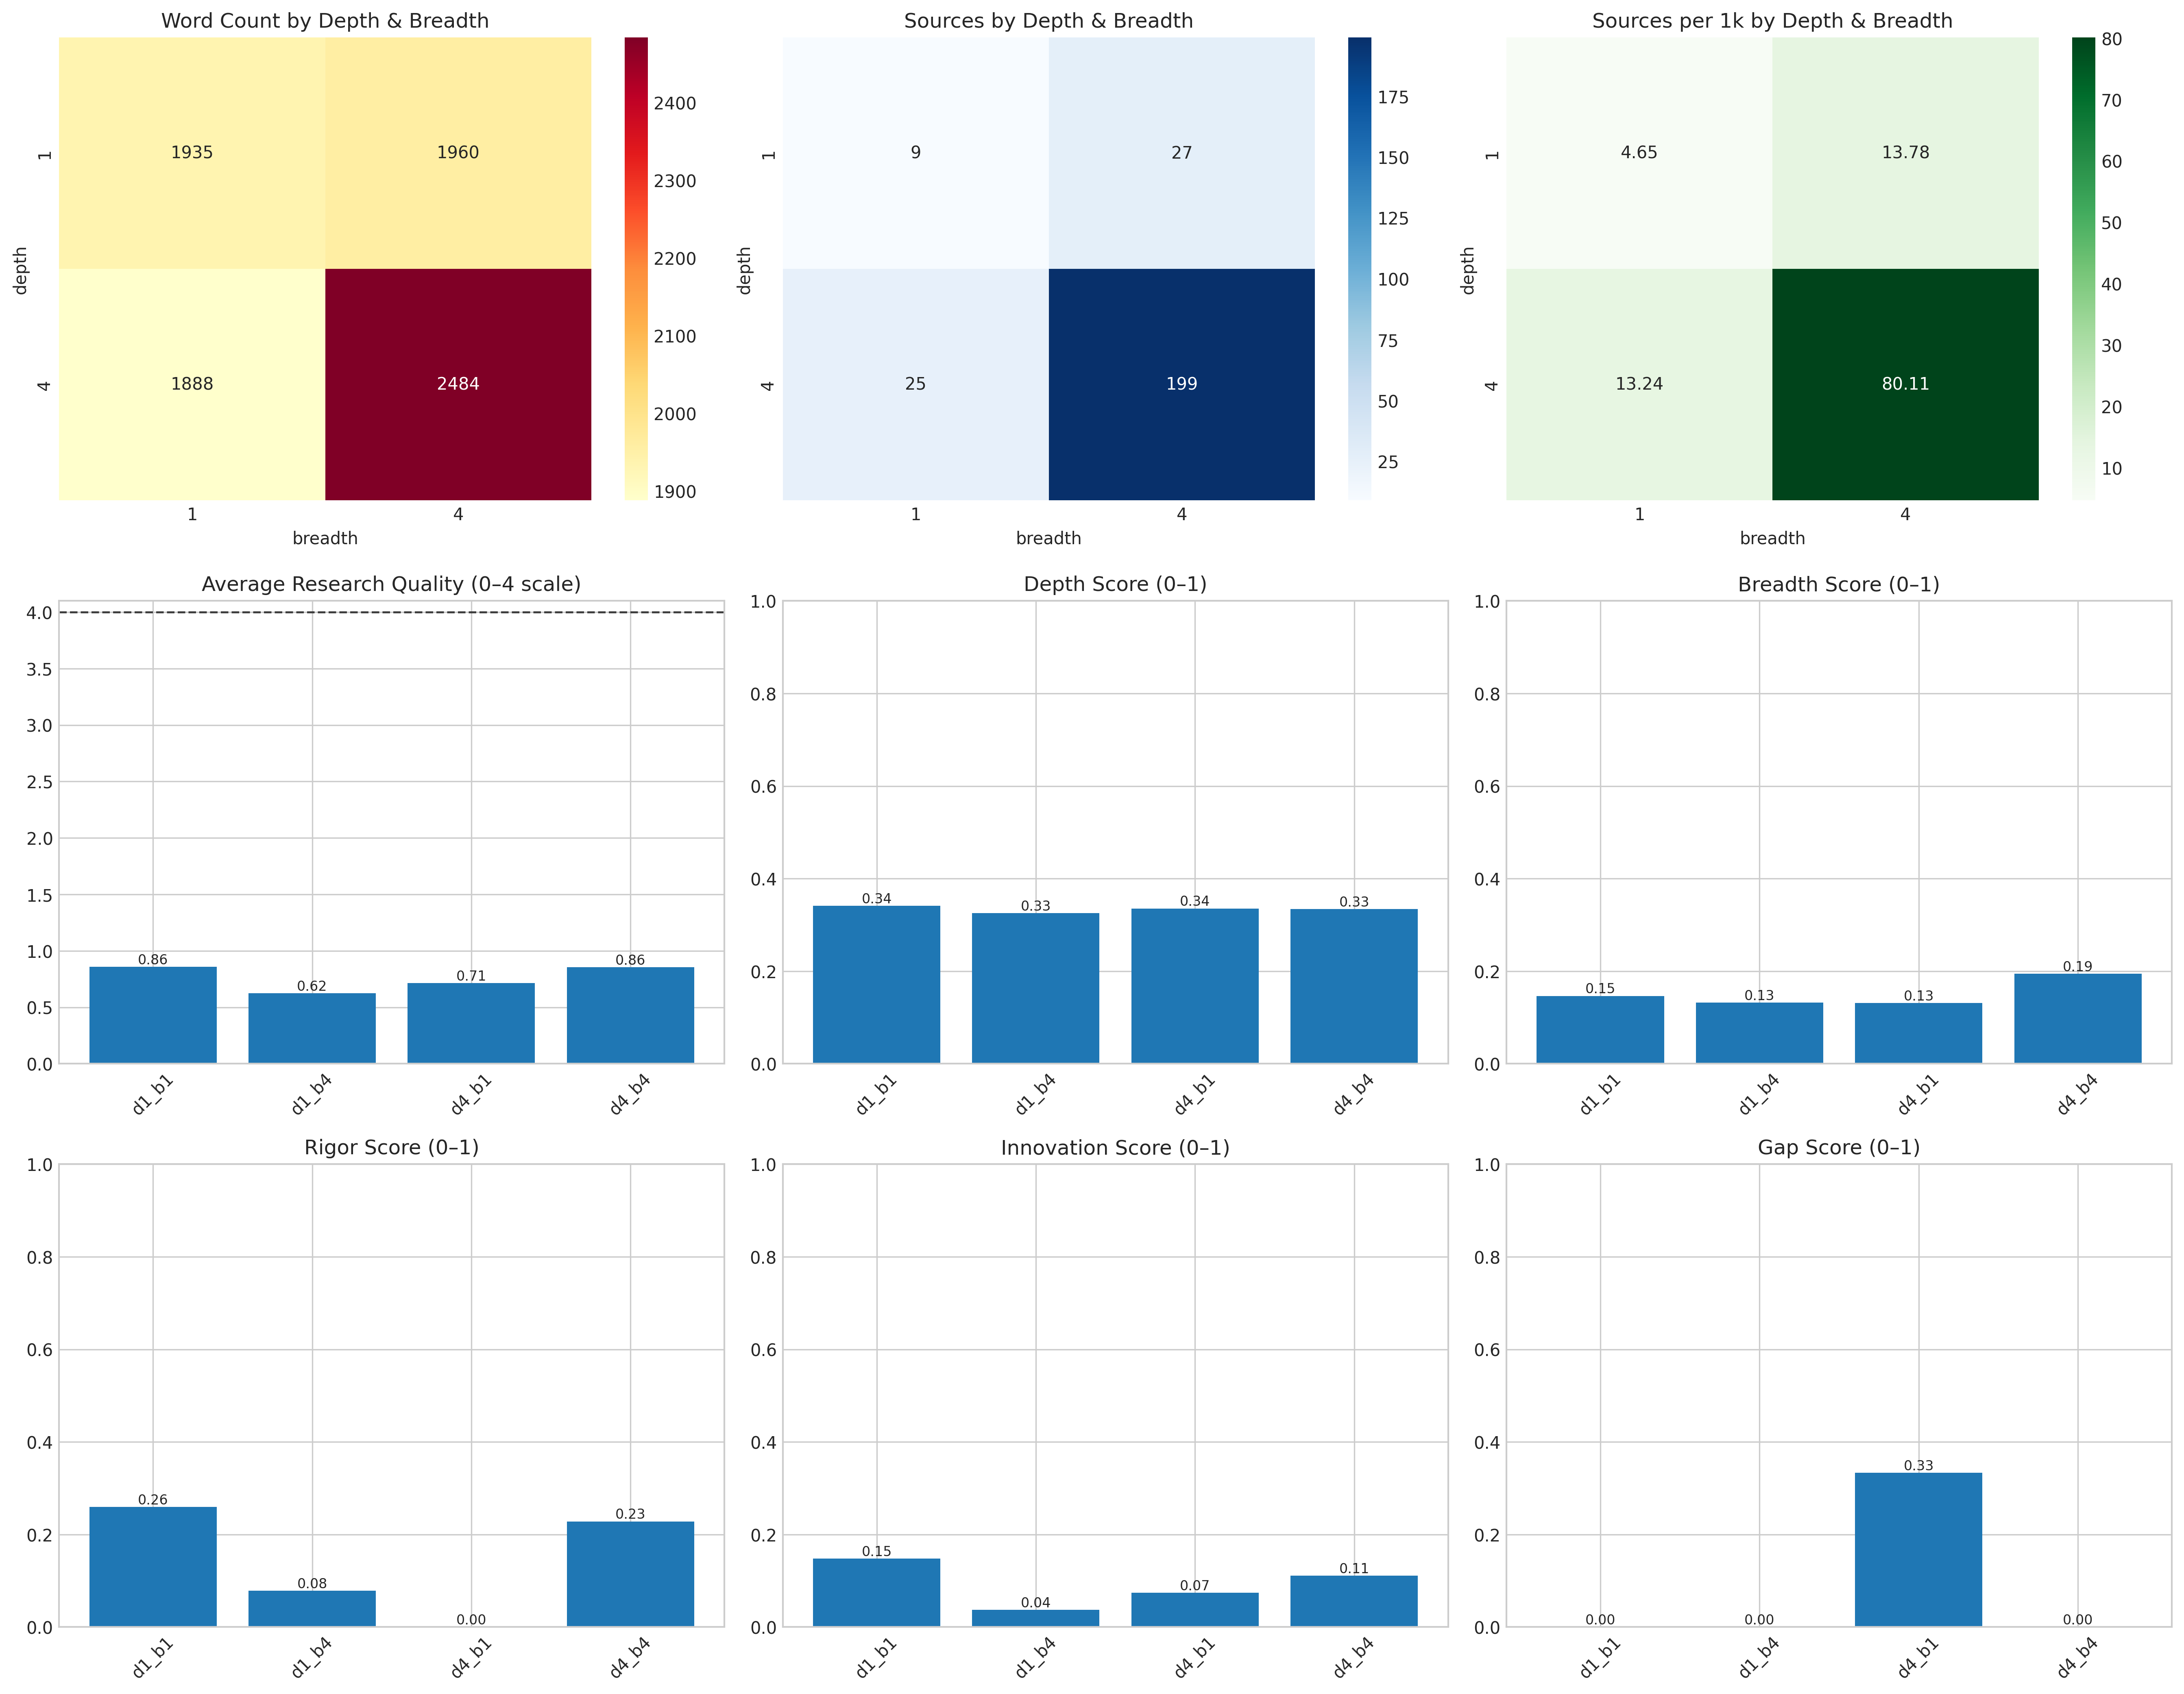 Word Count by Depth & Breadth
1935 1960
1888 2484
1
4
depth
1 4
breadth
2400
2300
2200
2100
2000
1900
Sources by Depth & Breadth
9 27
25 199
1
4
depth
1 4
breadth
175
150
125
100
75
50
25
Sources per 1k by Depth & Breadth
4.65 13.78
13.24 80.11
1
4
depth
1 4
breadth
80
70
60
50
40
30
20
10
Average Research Quality (0–4 scale)
4.0
3.5
3.0
2.5
2.0
1.5
1.0
0.5
0.0
0.86 0.62 0.71 0.86
d1_b1 d1_b4 d4_b1 d4_b4
Depth Score (0–1)
1.0
0.8
0.6
0.4
0.2
0.0
0.34 0.33 0.34 0.33
d1_b1 d1_b4 d4_b1 d4_b4
Breadth Score (0–1)
1.0
0.8
0.6
0.4
0.2
0.0
0.15 0.13 0.13 0.19
d1_b1 d1_b4 d4_b1 d4_b4
Rigor Score (0–1)
1.0
0.8
0.6
0.4
0.2
0.0
0.26 0.08 0.00 0.23
d1_b1 d1_b4 d4_b1 d4_b4
Innovation Score (0–1)
1.0
0.8
0.6
0.4
0.2
0.0
0.15 0.04 0.07 0.11
d1_b1 d1_b4 d4_b1 d4_b4
Gap Score (0–1)
1.0
0.8
0.6
0.4
0.2
0.0
0.00 0.00 0.33 0.00
d1_b1 d1_b4 d4_b1 d4_b4